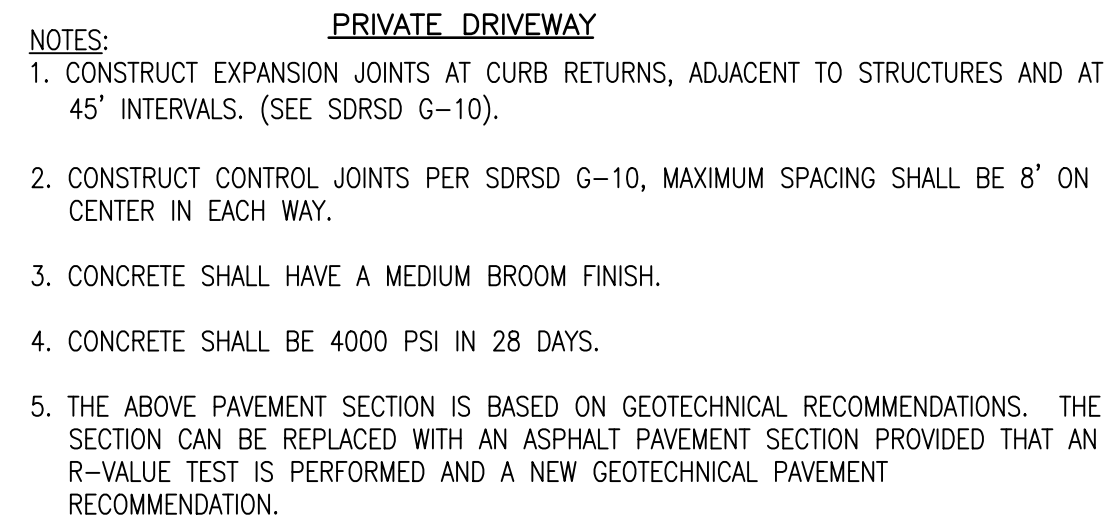 PRIVATE DRIVEWAY
NOTES:
1. CONSTRUCT EXPANSION JOINTS AT CURB RETURNS, ADJACENT TO STRUCTURES AND AT
45' INTERVALS. (SEE SDRSD G-10).
2. CONSTRUCT CONTROL JOINTS PER SDRSD G-10, MAXIMUM SPACING SHALL BE 8' ON
CENTER IN EACH WAY.
3. CONCRETE SHALL HAVE A MEDIUM BROOM FINISH.
4. CONCRETE SHALL BE 4000 PSI IN 28 DAYS.
5. THE ABOVE PAVEMENT SECTION IS BASED ON GEOTECHNICAL RECOMMENDATIONS. THE
SECTION CAN BE REPLACED WITH AN ASPHALT PAVEMENT SECTION PROVIDED THAT AN
R-VALUE TEST IS PERFORMED AND A NEW GEOTECHNICAL PAVEMENT
RECOMMENDATION.